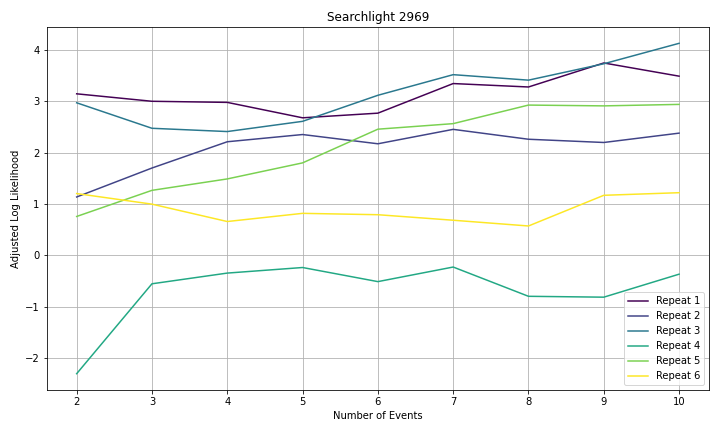 Searchlight 2969
Adjusted Log Likelihood
4
3
2
1
0
−1
−2
2 3 4 5 6 7 8 9 10
Number of Events
Repeat 1
Repeat 2
Repeat 3
Repeat 4
Repeat 5
Repeat 6